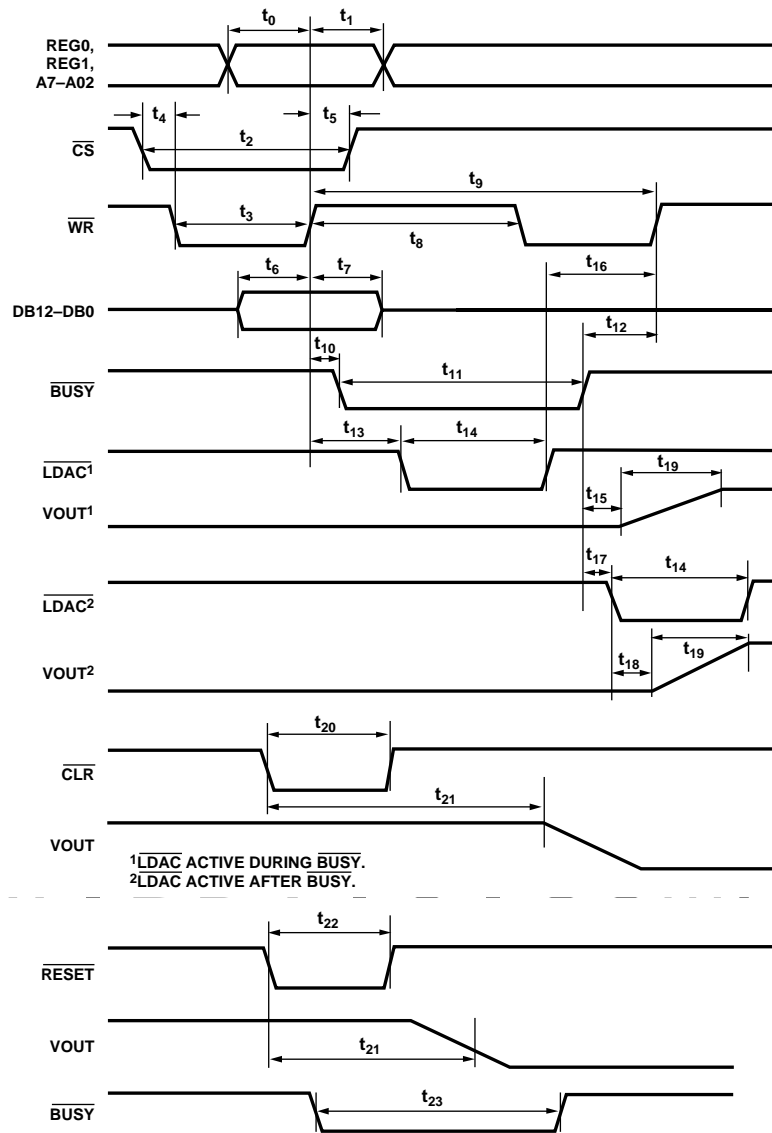 t0 t1
REG0,
REG1,
A7–A02
t4 t5
t2
CS
t9
t3
WR
t8
t6 t7 t16
DB12–DB0
t12
t10
t11
BUSY
t13 t14
LDAC1
t19
t15
VOUT1
t17 t14
LDAC2
t19
t18
VOUT2
t20
CLR
t21
VOUT
1LDAC ACTIVE DURING BUSY.
2LDAC ACTIVE AFTER BUSY.
t22
RESET
VOUT
t21
t23
BUSY